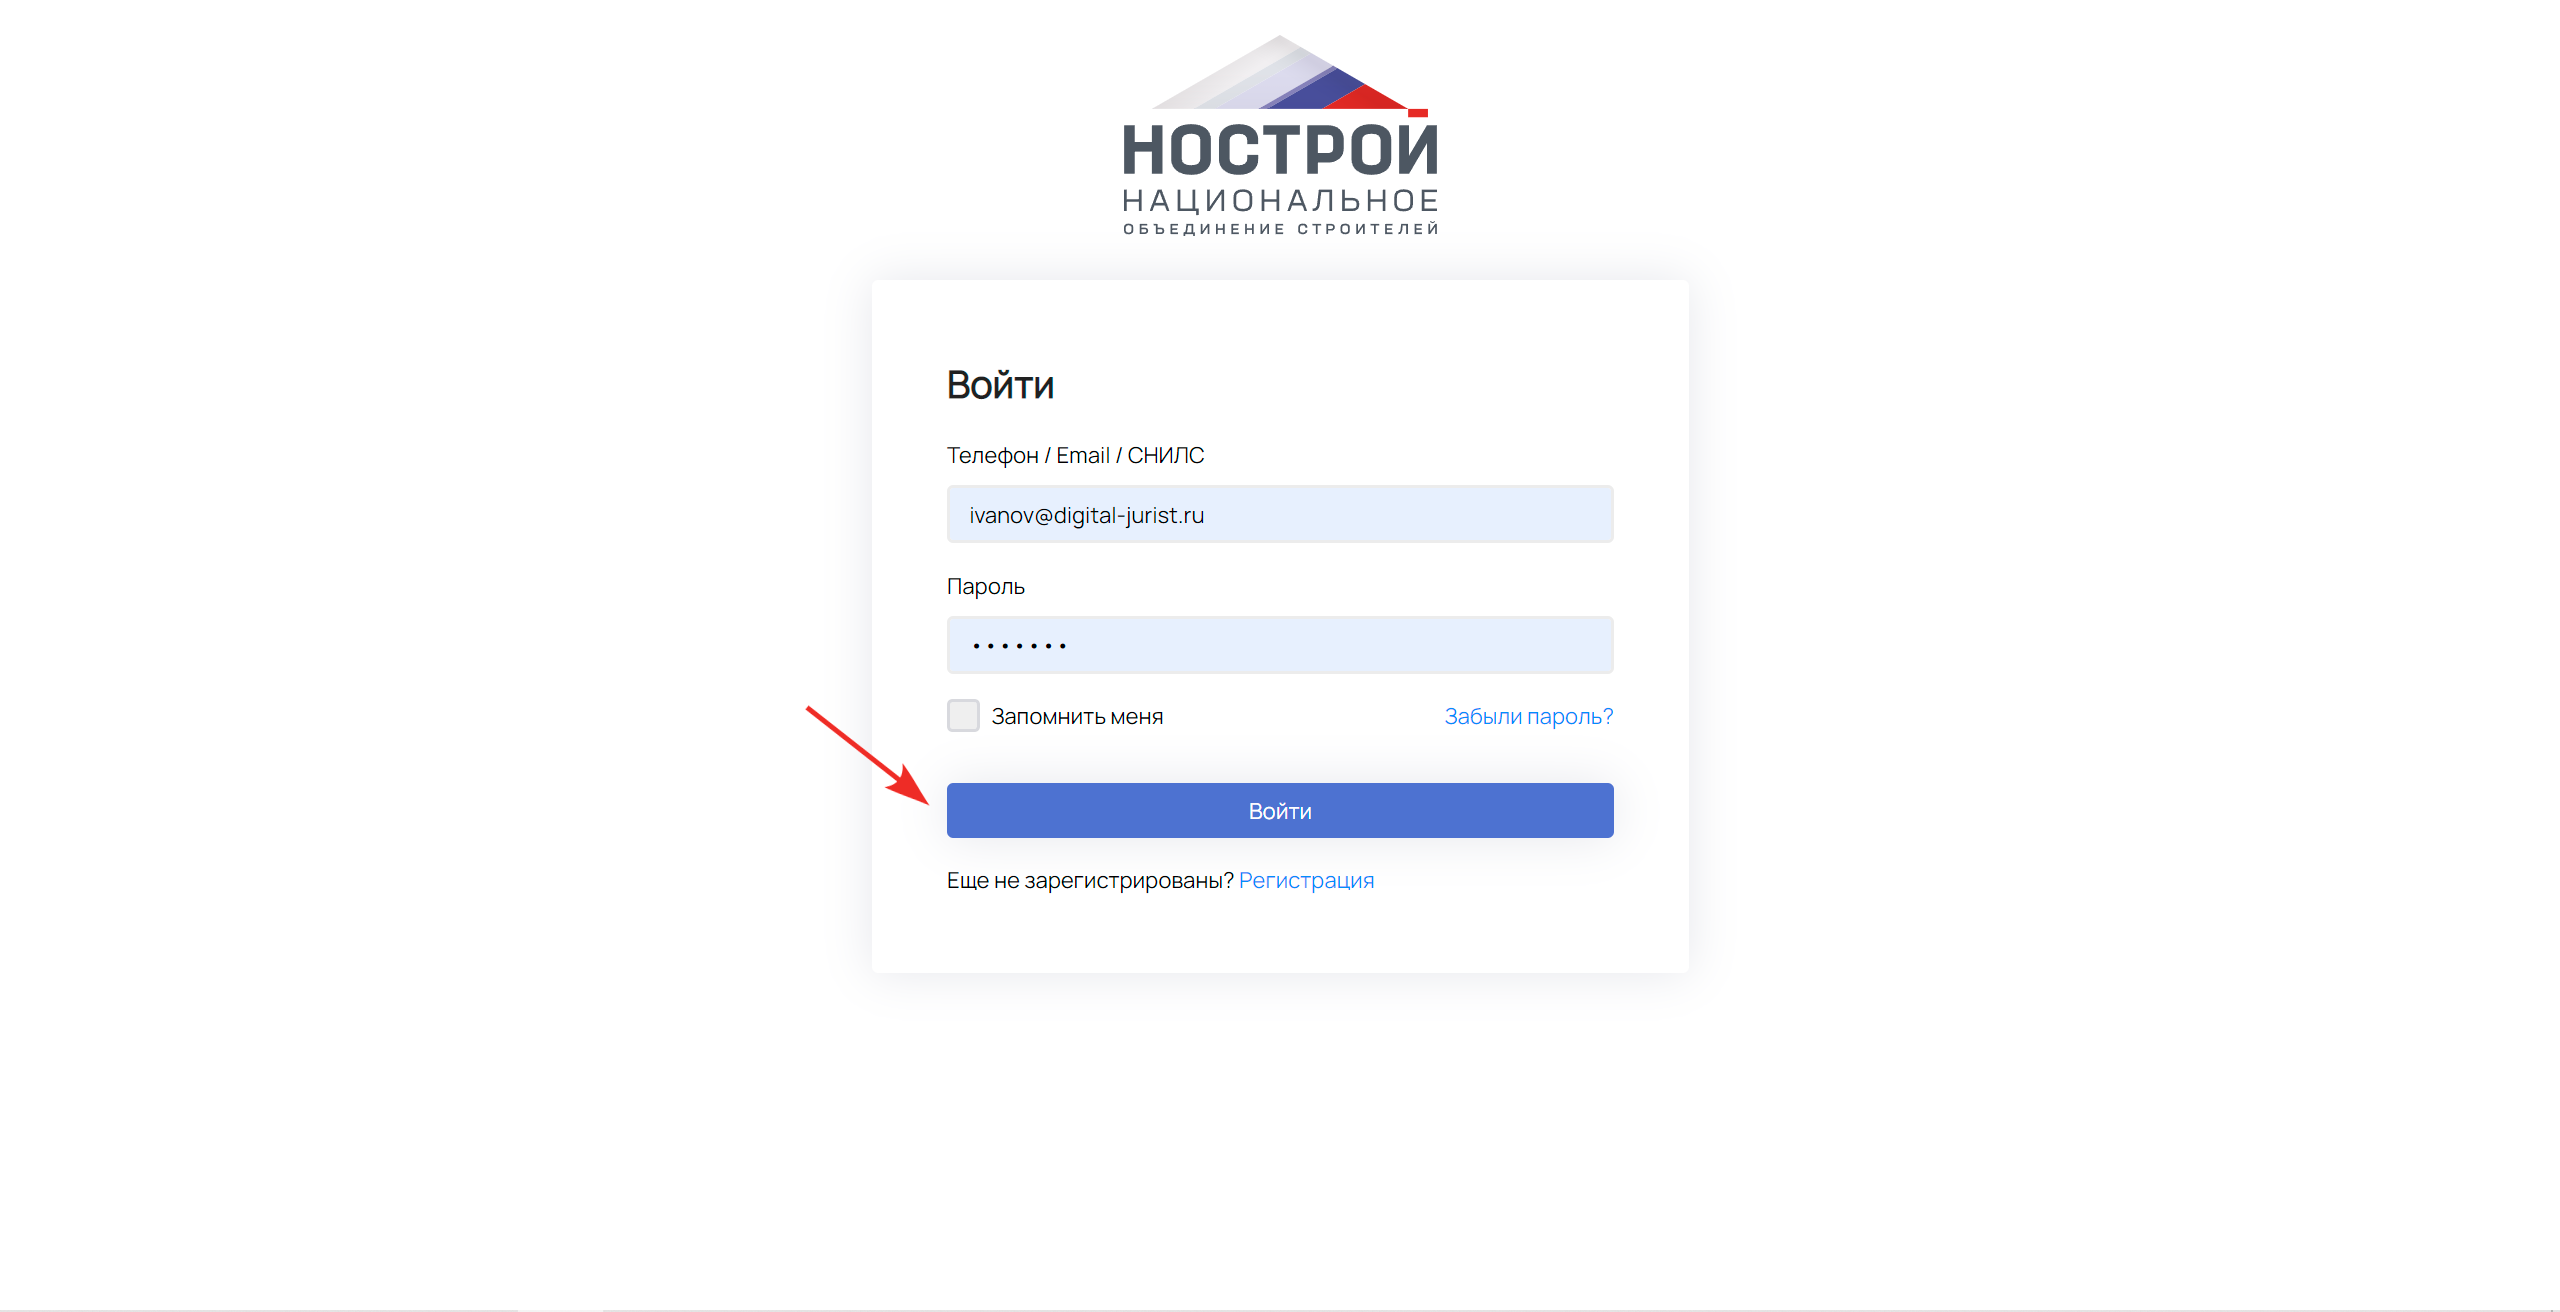 НОСТРОЙ
НАЦИОНАЛЬНОЕ
ОБЪЕДИНЕНИЕ СТРОИТЕЛЕЙ
Войти
Телефон / Email / СНИЛС
ivanov@digital-jurist.ru
Пароль
•••••••
Запомнить меня Забыли пароль?
Войти
Еще не зарегистрированы? Регистрация